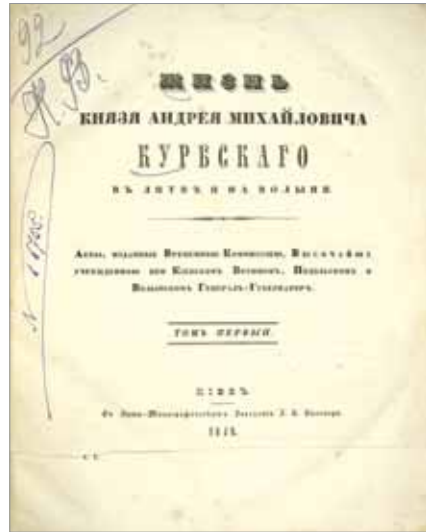 92
ЖИЗНЬ
КНЯЗЯ АНДРЕЯ МИХАЙЛОВИЧА
КУРБСКАГО
ВЪ ЛИТВѢ И НА ВОЛЫНИ.
Акты, изданные Временною Коммиссіею, Высочайше
учрежденною при Кіевскомъ Военномъ, Подольскомъ и
Волынскомъ Генералъ-Губернаторѣ.
ТОМЪ ПЕРВЫЙ.
КІЕВЪ.
Въ
1849.